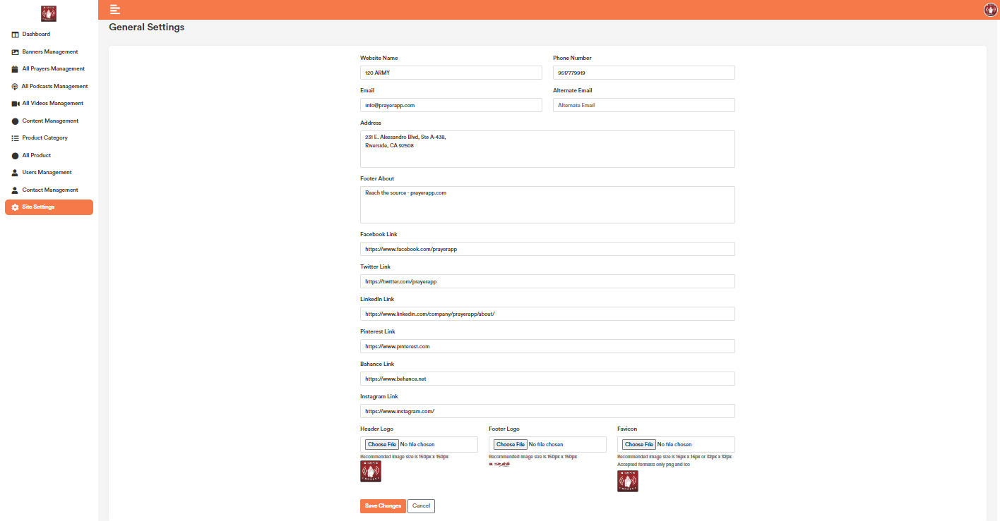 General Settings
Dashboard
Banners Management
All Prayers Management
All Podcasts Management
All Videos Management
Content Management
Product Category
All Product
Users Management
Contact Management
Site Settings
Website Name
Phone Number
120 ARMY
9517779919
Email
Alternate Email
info@prayerapp.com
Alternate Email
Address
231 E. Alessandro Blvd, Ste A-438,
Riverside, CA 92508
Footer About
Reach the source - prayerapp.com
Facebook Link
https://www.facebook.com/prayerapp
Twitter Link
https://twitter.com/prayerapp
LinkedIn Link
https://www.linkedin.com/company/prayerapp/about/
Pinterest Link
https://www.pinterest.com
Bahance Link
https://www.behance.net
Instagram Link
https://www.instagram.com/
Header Logo
Footer Logo
Favicon
Choose File No file chosen
Choose File No file chosen
Choose File No file chosen
Recommended image size is 150px x 150px
Recommended image size is 150px x 150px
Recommended image size is 16px x 16px or 32px x 32px
Accepted formats: only png and ico
Save Changes
Cancel